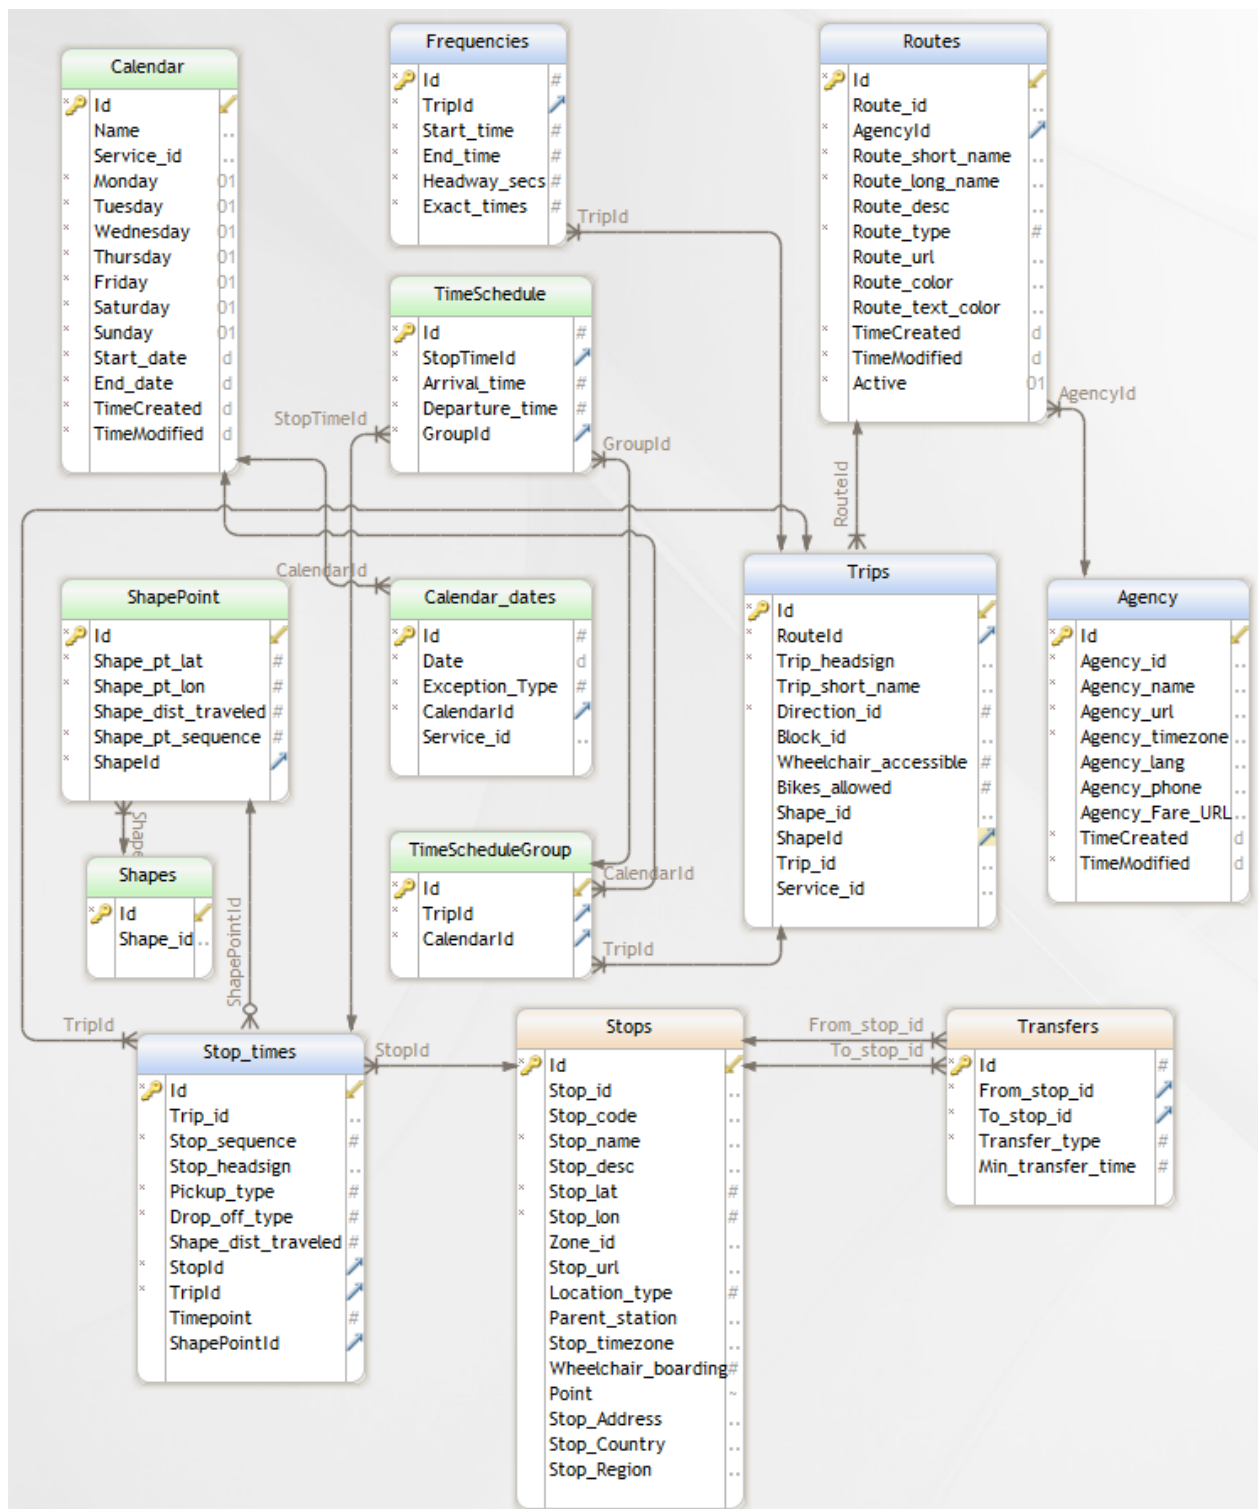 Calendar
Id
Name
Service_id
Monday
Tuesday
Wednesday
Thursday
Friday
Saturday
Sunday
Start_date
End_date
TimeCreated
TimeModified
Frequencies
Id
TripId
Start_time
End_time
Headway_secs
Exact_times
TripId
Routes
Id
Route_id
AgencyId
Route_short_name
Route_long_name
Route_desc
Route_type
Route_url
Route_color
Route_text_color
TimeCreated
TimeModified
Active
AgencyId
TimeSchedule
Id
StopTimeId
Arrival_time
Departure_time
GroupId
StopTimeId
GroupId
RouteId
CalendarId
ShapePoint
Id
Shape_pt_lat
Shape_pt_lon
Shape_dist_traveled
Shape_pt_sequence
ShapeId
Calendar_dates
Id
Date
Exception_Type
CalendarId
Service_id
Trips
Id
RouteId
Trip_headsign
Trip_short_name
Direction_id
Block_id
Wheelchair_accessible
Bikes_allowed
Shape_id
ShapeId
Trip_id
Service_id
Agency
Id
Agency_id
Agency_name
Agency_url
Agency_timezone
Agency_lang
Agency_phone
Agency_Fare_URL
TimeCreated
TimeModified
Shape
Shapes
Id
Shape_id
ShapePointId
TimeScheduleGroup
Id
TripId
CalendarId
CalendarId
TripId
TripId
Stop_times
Id
Trip_id
Stop_sequence
Stop_headsign
Pickup_type
Drop_off_type
Shape_dist_traveled
StopId
TripId
Timepoint
ShapePointId
StopId
Stops
Id
Stop_id
Stop_code
Stop_name
Stop_desc
Stop_lat
Stop_lon
Zone_id
Stop_url
Location_type
Parent_station
Stop_timezone
Wheelchair_boarding
Point
Stop_Address
Stop_Country
Stop_Region
From_stop_id
To_stop_id
Transfers
Id
From_stop_id
To_stop_id
Transfer_type
Min_transfer_time